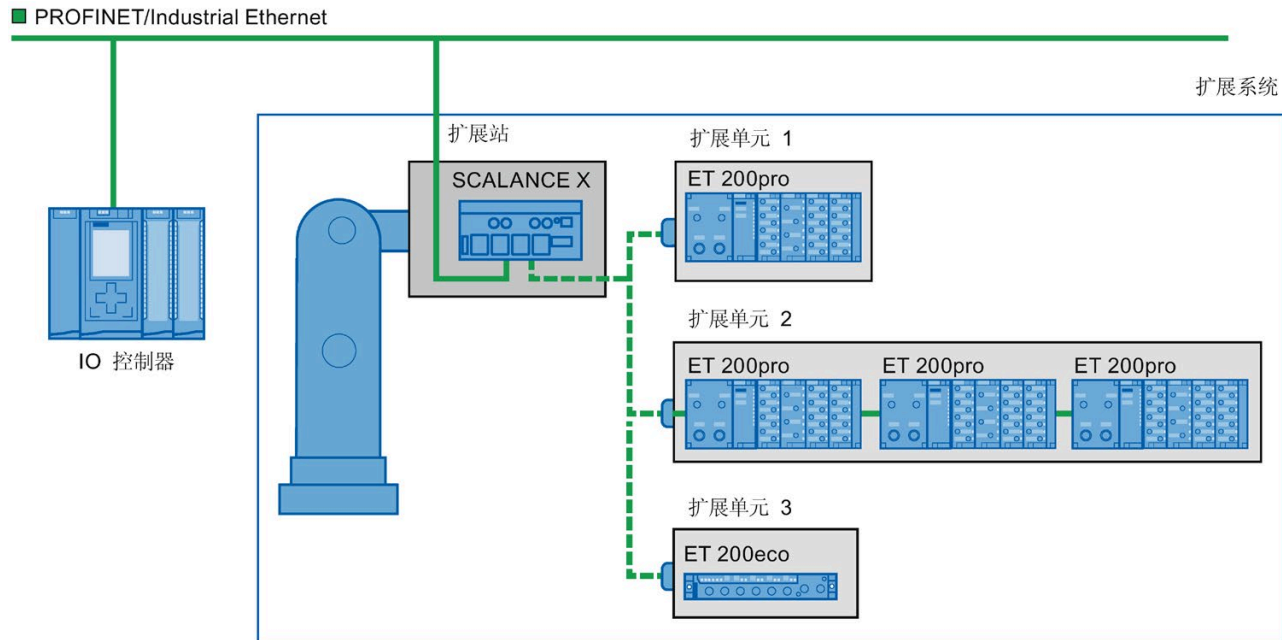 PROFINET/Industrial Ethernet
扩展系统
扩展站
扩展单元 1
SCALANCE X
ET 200pro
IO 控制器
扩展单元 2
ET 200pro
ET 200pro
ET 200pro
扩展单元 3
ET 200eco